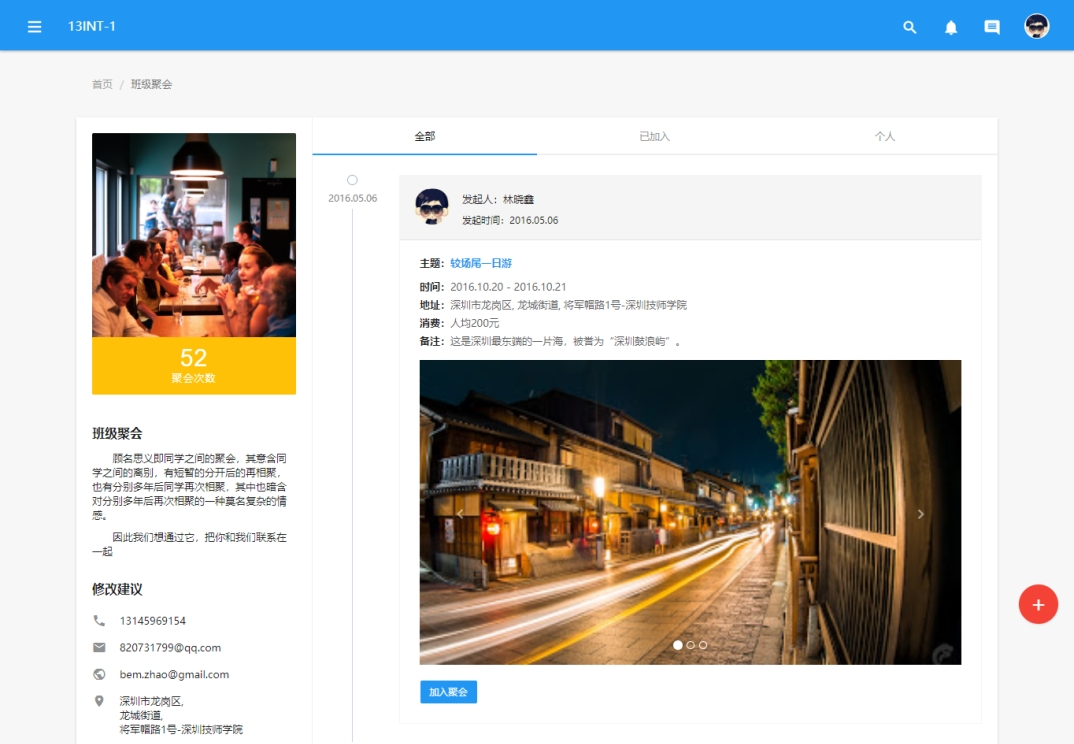 13INT-1
首页 / 班级聚会
52
聚会次数
班级聚会
顾名思义即同学之间的聚会，其意含同
学之间的离别，有短暂的分开后的再相聚，
也有分别多年后同学再次相聚，其中也暗含
对分别多年后再次相聚的一种莫名复杂的情
感。
因此我们想通过它，把你和我们联系在
一起
修改建议
13145969154
820731799@qq.com
bem.zhao@gmail.com
深圳市龙岗区,
龙城街道,
将军帽路1号-深圳技师学院
全部
已加入
个人
2016.05.06
发起人：林晓鑫
发起时间：2016.05.06
主题：较场尾一日游
时间：2016.10.20 - 2016.10.21
地址：深圳市龙岗区, 龙城街道, 将军帽路1号-深圳技师学院
消费：人均200元
备注：这是深圳最东端的一片海，被誉为“深圳鼓浪屿”。
加入聚会